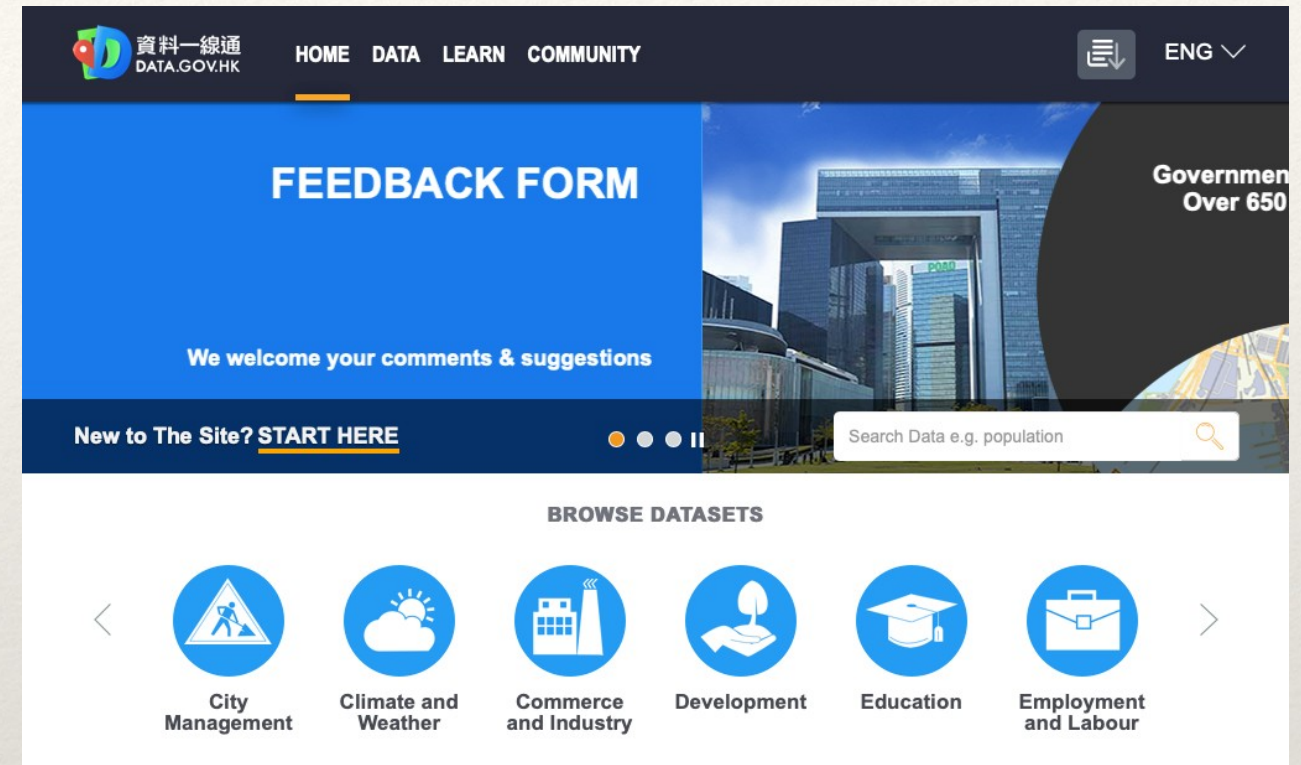 資料一線通
DATA.GOV.HK
HOME DATA LEARN COMMUNITY
ENG
FEEDBACK FORM
We welcome your comments & suggestions
Governmen
Over 650
New to The Site? START HERE
Search Data e.g. population
BROWSE DATASETS
City
Management
Climate and
Weather
Commerce
and Industry
Development
Education
Employment
and Labour